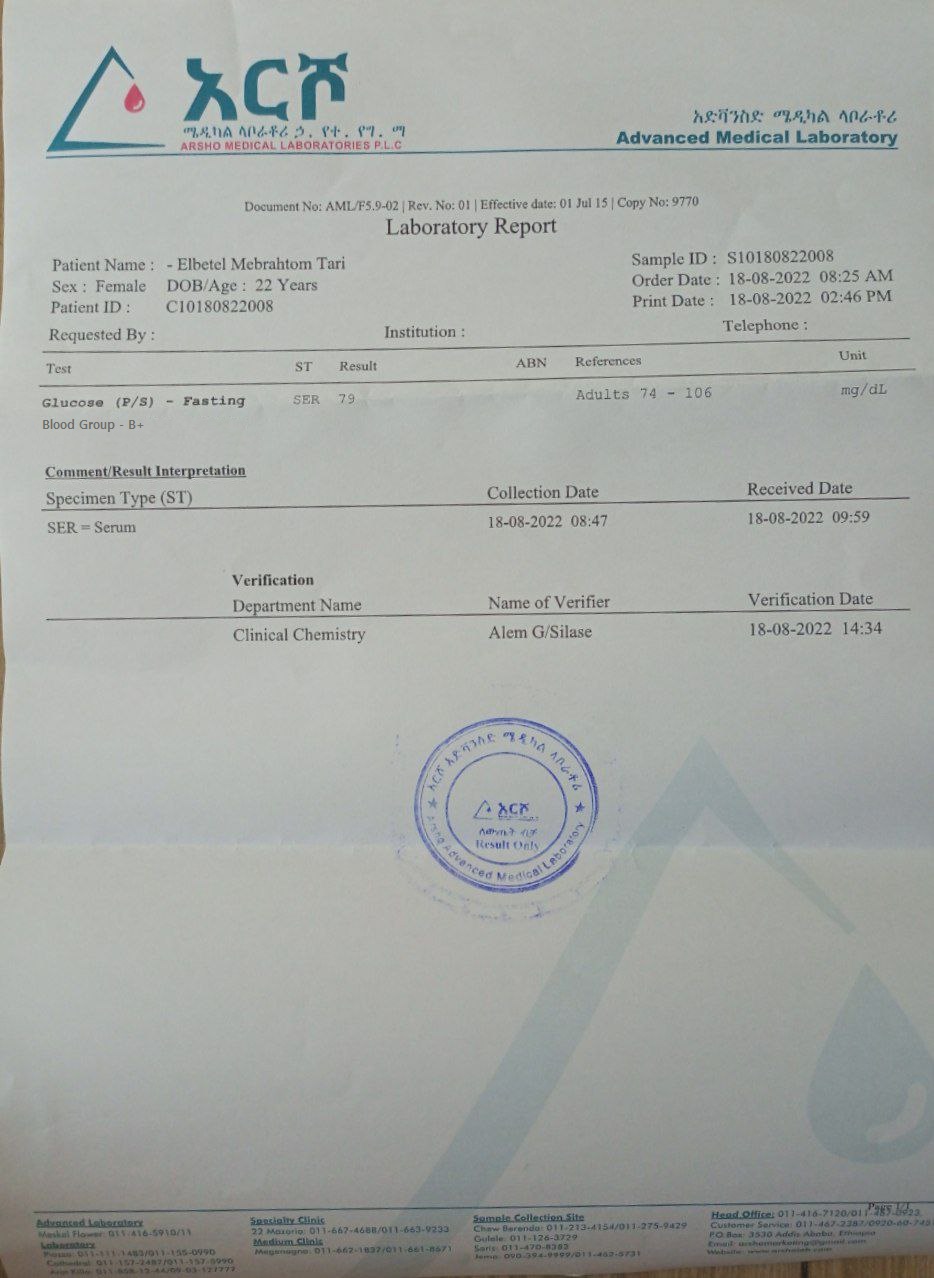 አርሾ
ሜዲካል ላቦራቶሪ ኃ. የተ. የግ. ማ
ARSHO MEDICAL LABORATORIES P.L.C
አድቫንስድ ሜዲካል ላቦራቶሪ
Advanced Medical Laboratory
Document No: AML/F5.9-02 | Rev. No: 01 | Effective date: 01 Jul 15 | Copy No: 9770
Laboratory Report
Patient Name : - Elbetel Mebrahtom Tari Sample ID : S10180822008
Sex : Female DOB/Age : 22 Years Order Date : 18-08-2022 08:25 AM
Patient ID : C10180822008 Print Date : 18-08-2022 02:46 PM
Requested By : Institution : Telephone :
Test ST Result ABN References Unit
Glucose (P/S) - Fasting SER 79 Adults 74 - 106 mg/dL
Blood Group - B+
Comment/Result Interpretation
Specimen Type (ST) Collection Date Received Date
SER = Serum 18-08-2022 08:47 18-08-2022 09:59
Verification
Department Name Name of Verifier Verification Date
Clinical Chemistry Alem G/Silase 18-08-2022 14:34
አርሾ አድቫንስድ ሜዲካል ላቦራቶሪ
አርሾ
ለውጤት ብቻ
Result Only
Arsho Advanced Medical Laboratory
Page 1/1
Advanced Laboratory
Meskel Flower: 011-416-5910/11
Laboratory
Piazza: 011-111-1483/011-155-0990
Cathedral: 011-157-2487/011-157-0990
Specialty Clinic
22 Mazoria: 011-667-4688/011-663-9233
Medium Clinic
Megenagna: 011-662-1837/011-661-8671
Sample Collection Site
Chaw Berenda: 011-213-4154/011-275-9429
Gulele: 011-126-3729
Saris: 011-470-8383
Jemo: 090-394-9999/011-462-5731
Head Office: 011-416-7120/011-467-0923,
Customer Service: 011-467-2387/0920-60-745
P.O.Box: 3530 Addis Ababa, Ethiopia
Email: arshomarketing@gmail.com